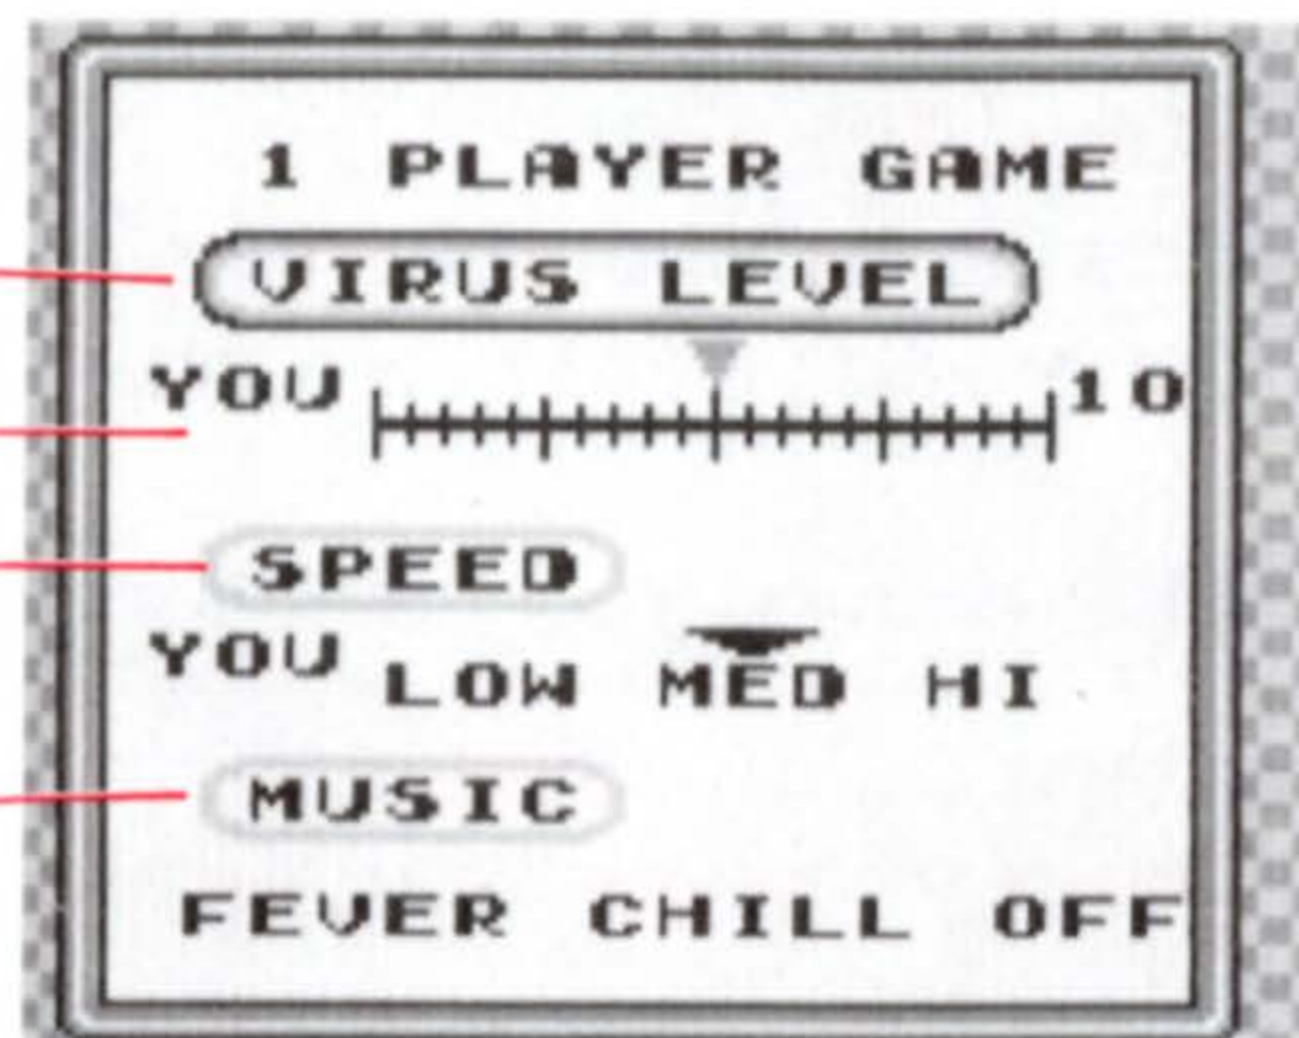 1 PLAYER GAME
VIRUS LEVEL
YOU 10
SPEED
YOU LOW MED HI
MUSIC
FEVER CHILL OFF